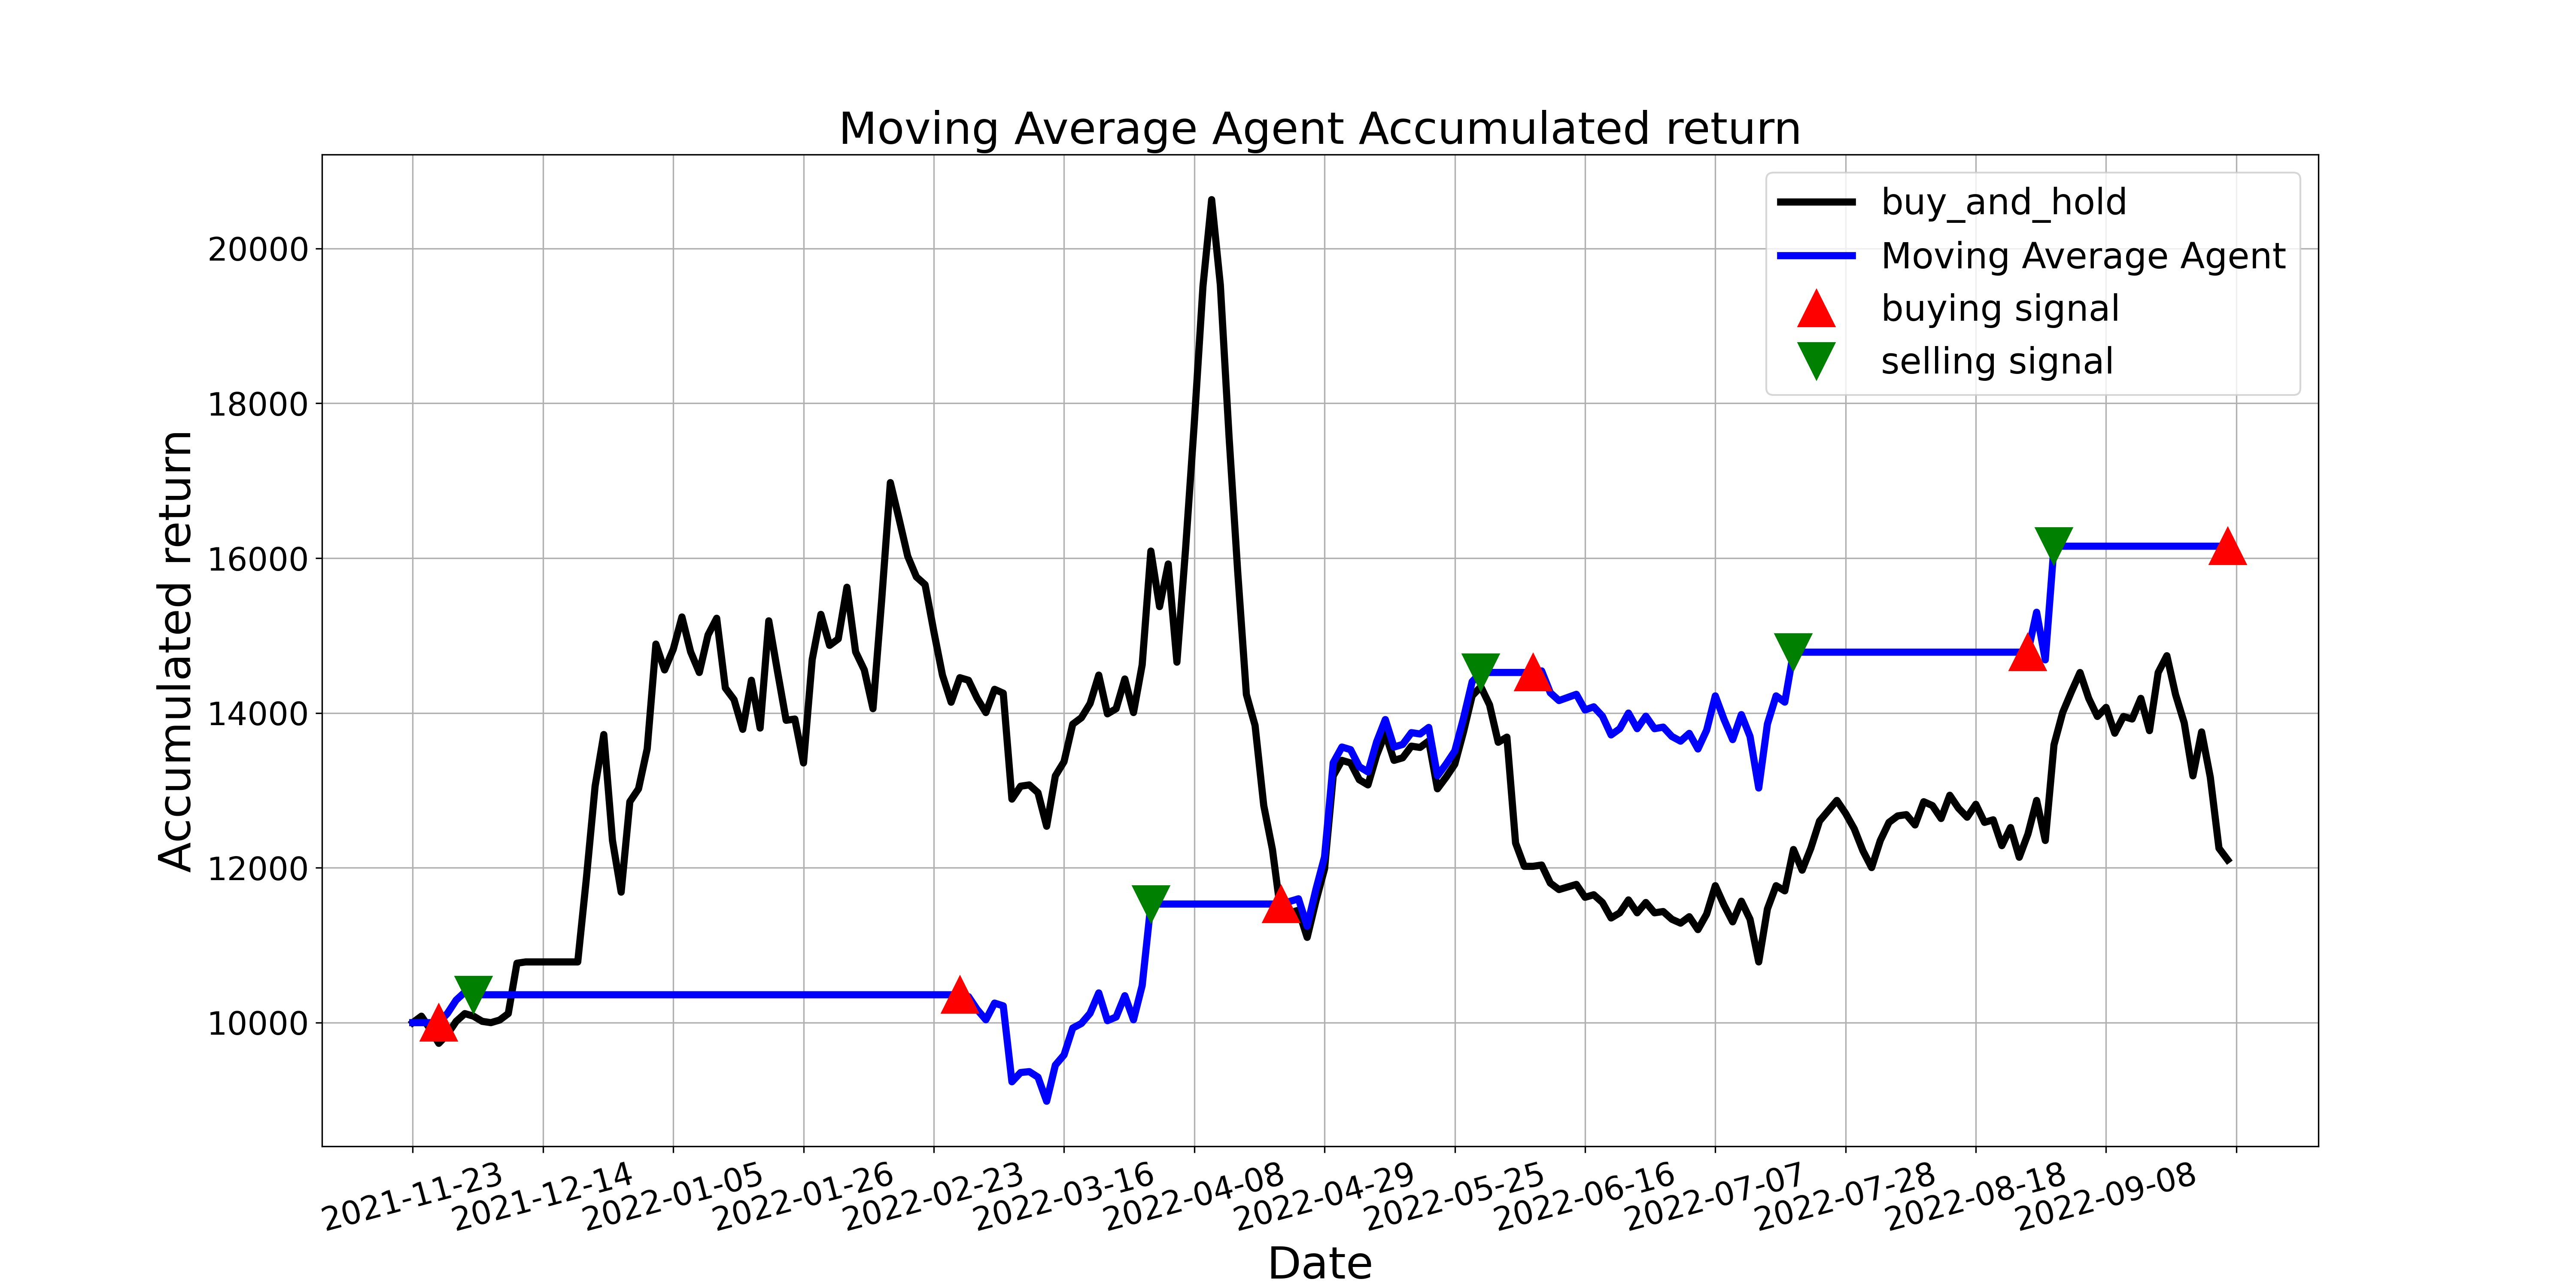 Moving Average Agent Accumulated return
buy_and_hold
Moving Average Agent
buying signal
selling signal
Accumulated return
20000
18000
16000
14000
12000
10000
2021-11-23
2021-12-14
2022-01-05
2022-01-26
2022-02-23
2022-03-16
2022-04-08
2022-04-29
2022-05-25
2022-06-16
2022-07-07
2022-07-28
2022-08-18
2022-09-08
Date